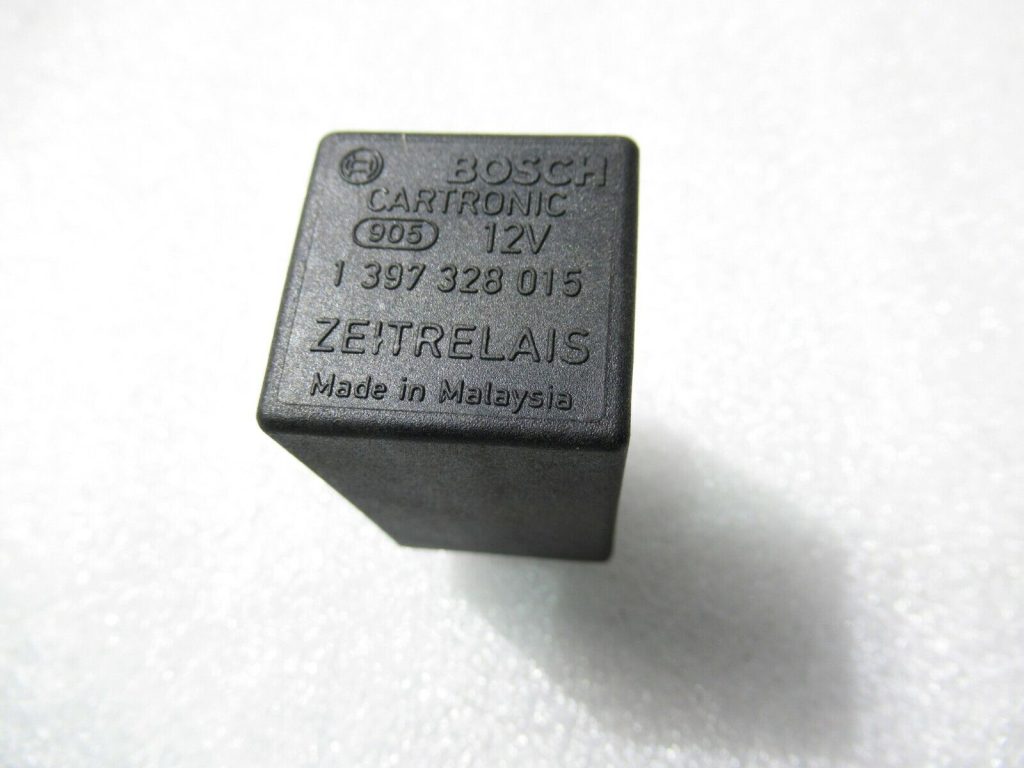 BOSCH
CARTRONIC
905 12V
1 397 328 015
ZEITRELAIS
Made in Malaysia